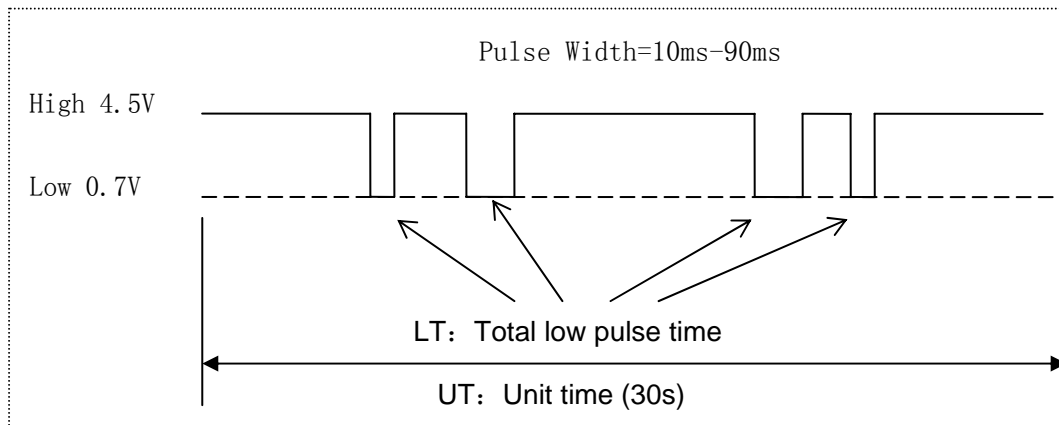 Pulse Width=10ms-90ms
High 4.5V
Low 0.7V
LT：Total low pulse time
UT：Unit time (30s)